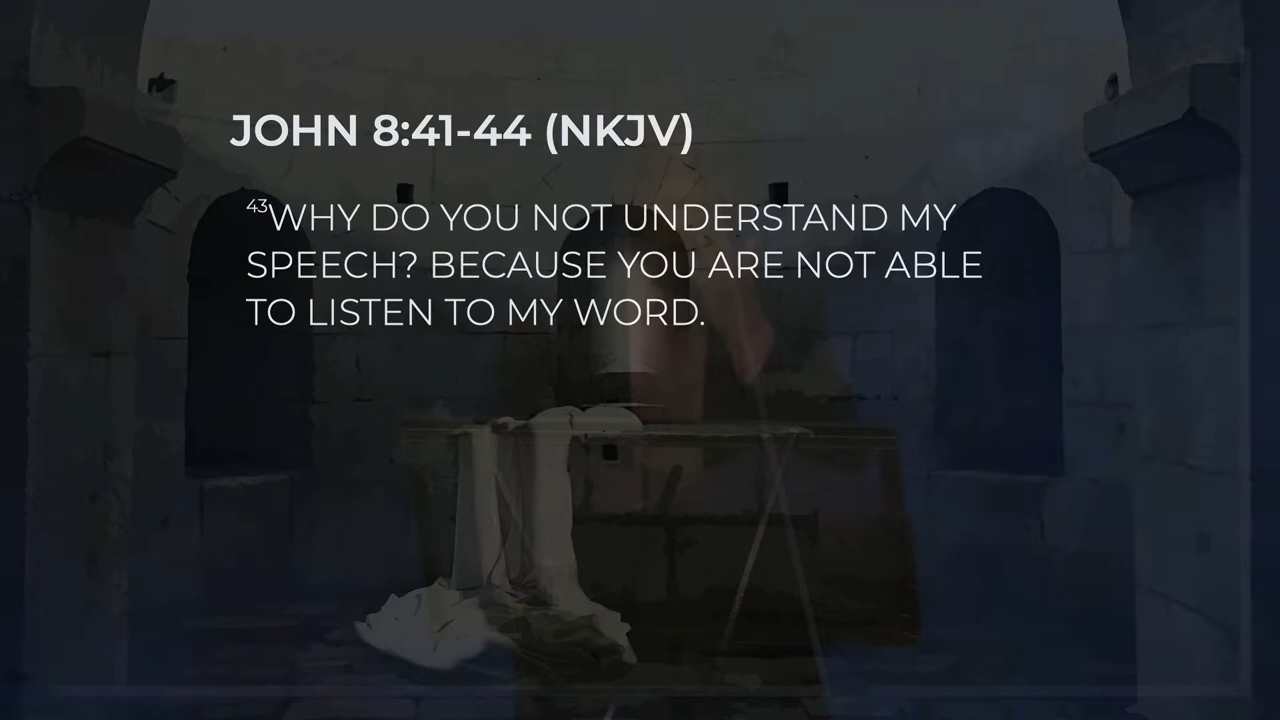 JOHN 8:41-44 (NKJV)
43WHY DO YOU NOT UNDERSTAND MY
SPEECH? BECAUSE YOU ARE NOT ABLE
TO LISTEN TO MY WORD.